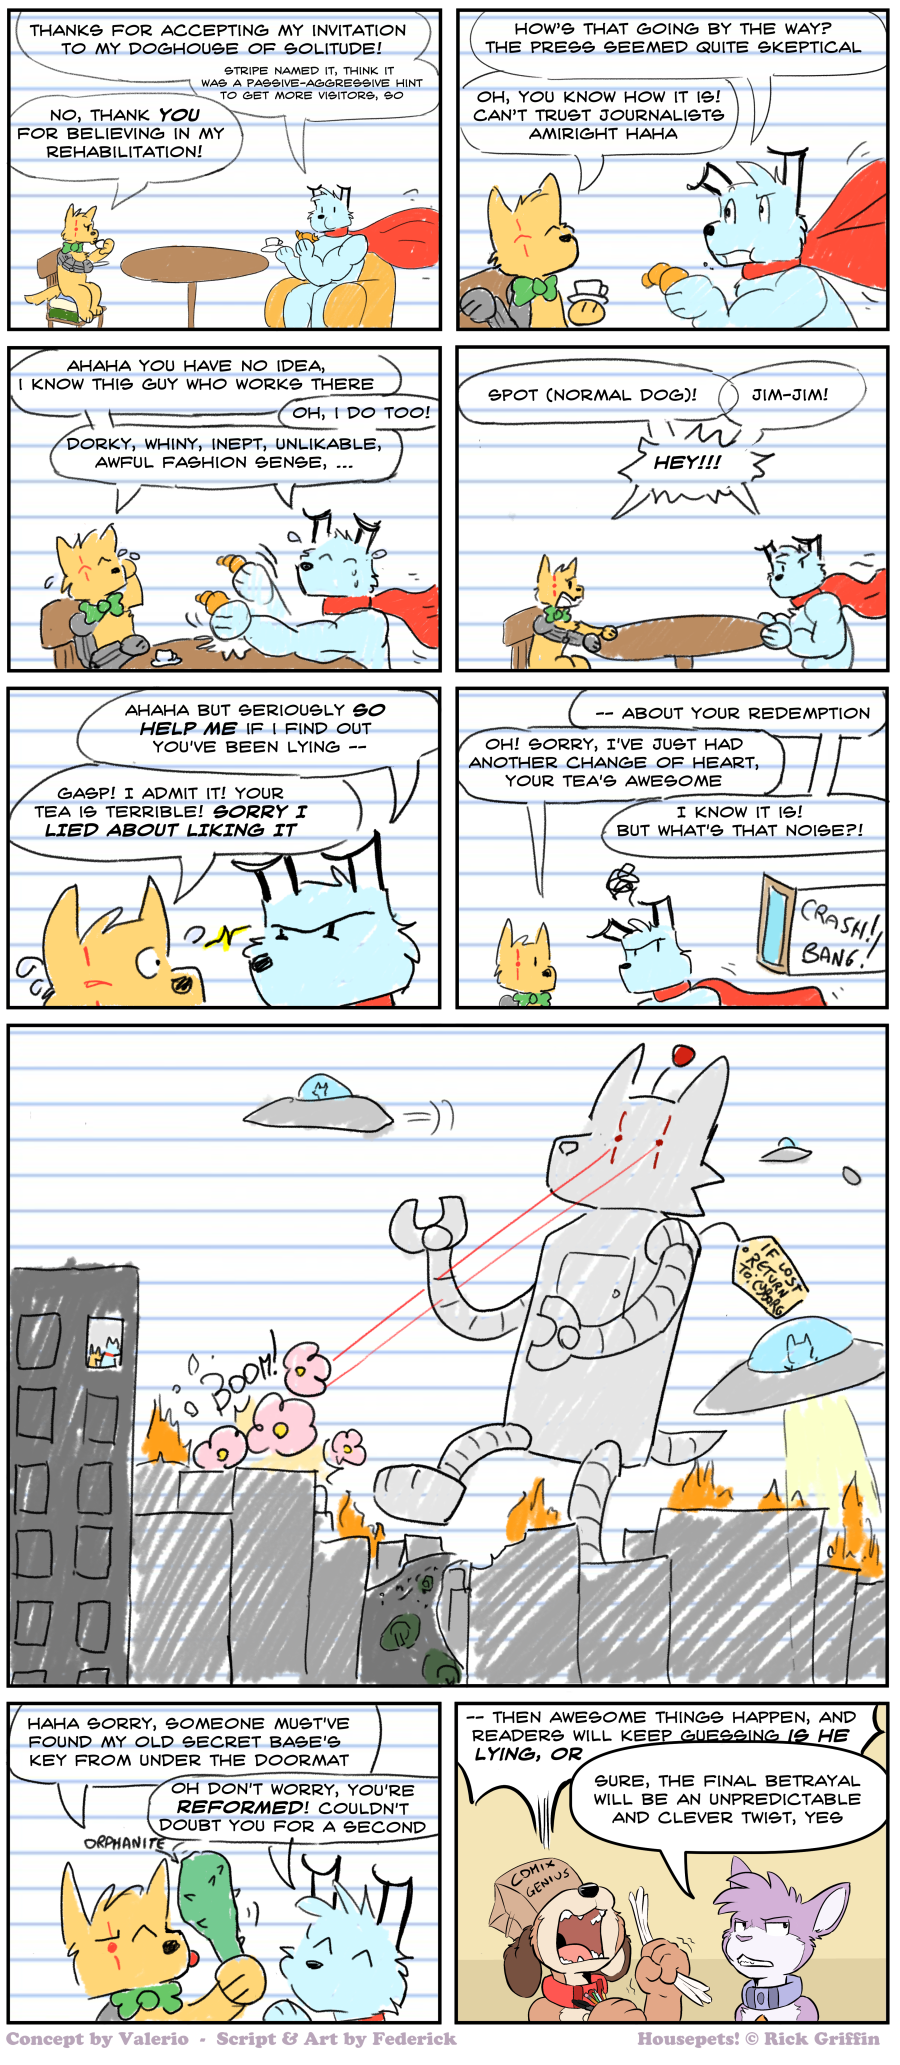 THANKS FOR ACCEPTING MY INVITATION
TO MY DOGHOUSE OF SOLITUDE!
STRIPE NAMED IT, THINK IT
WAS A PASSIVE-AGGRESSIVE HINT
TO GET MORE VISITORS, SO
NO, THANK YOU
FOR BELIEVING IN MY
REHABILITATION!
HOW'S THAT GOING BY THE WAY?
THE PRESS SEEMED QUITE SKEPTICAL
OH, YOU KNOW HOW IT IS!
CAN'T TRUST JOURNALISTS
AMIRIGHT HAHA
AHAHA YOU HAVE NO IDEA,
I KNOW THIS GUY WHO WORKS THERE
OH, I DO TOO!
DORKY, WHINY, INEPT, UNLIKABLE,
AWFUL FASHION SENSE, ...
SPOT (NORMAL DOG)!
JIM-JIM!
HEY!!!
AHAHA BUT SERIOUSLY SO
HELP ME IF I FIND OUT
YOU'VE BEEN LYING --
GASP! I ADMIT IT! YOUR
TEA IS TERRIBLE! SORRY I
LIED ABOUT LIKING IT
-- ABOUT YOUR REDEMPTION
OH! SORRY, I'VE JUST HAD
ANOTHER CHANGE OF HEART,
YOUR TEA'S AWESOME
I KNOW IT IS!
BUT WHAT'S THAT NOISE?!
CRASH!
BANG!
IF LOST
RETURN
TO: CYBORG
BOOM!
HAHA SORRY, SOMEONE MUST'VE
FOUND MY OLD SECRET BASE'S
KEY FROM UNDER THE DOORMAT
OH DON'T WORRY, YOU'RE
REFORMED! COULDN'T
DOUBT YOU FOR A SECOND
ORPHANITE
-- THEN AWESOME THINGS HAPPEN, AND
READERS WILL KEEP GUESSING IS HE
LYING, OR
SURE, THE FINAL BETRAYAL
WILL BE AN UNPREDICTABLE
AND CLEVER TWIST, YES
COMIX
GENIUS
Concept by Valerio - Script & Art by Federick
Housepets! © Rick Griffin